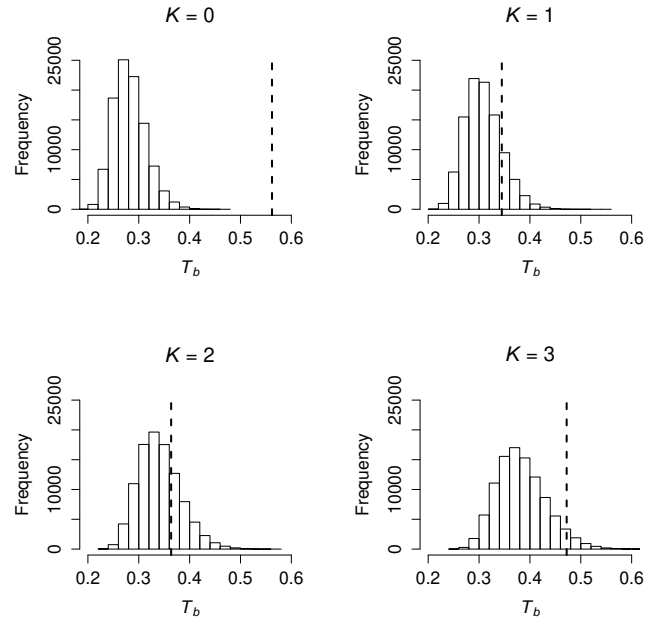 K = 0
Frequency
0 10000 25000
0.2 0.3 0.4 0.5 0.6
T_b
K = 1
Frequency
0 10000 25000
0.2 0.3 0.4 0.5 0.6
T_b
K = 2
Frequency
0 10000 25000
0.2 0.3 0.4 0.5 0.6
T_b
K = 3
Frequency
0 10000 25000
0.2 0.3 0.4 0.5 0.6
T_b